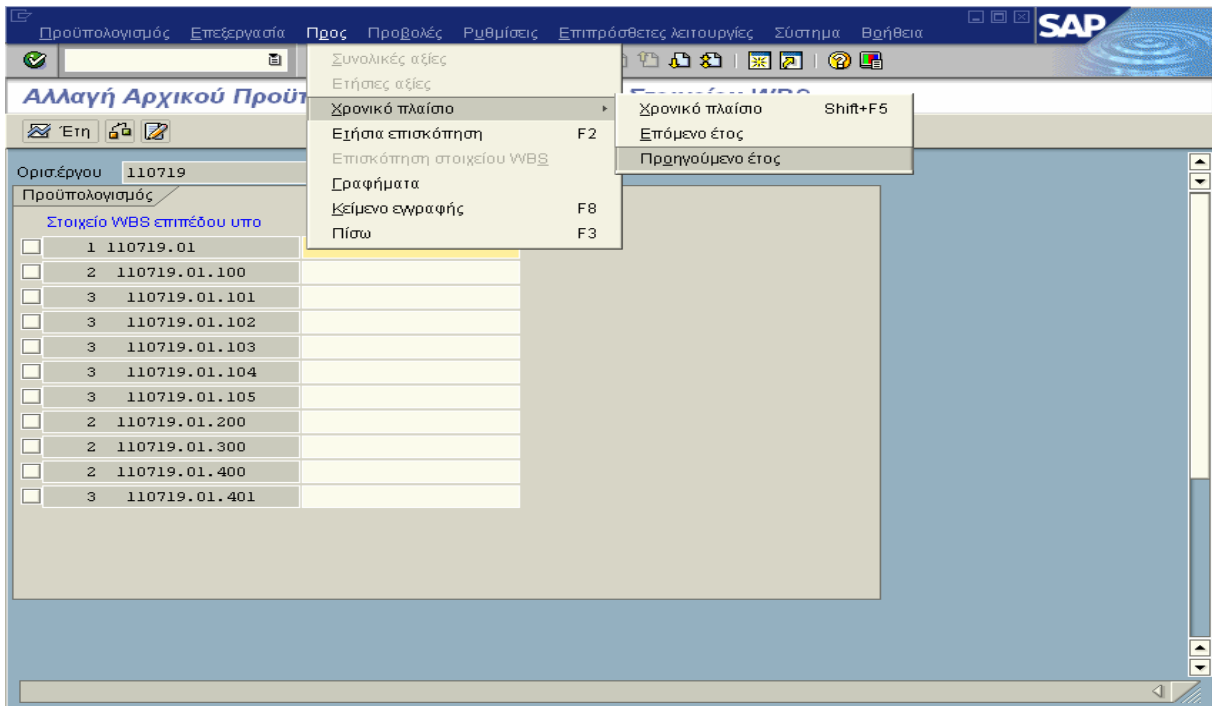 Προϋπολογισμός Επεξεργασία Προς Προβολές Ρυθμίσεις Επιπρόσθετες λειτουργίες Σύστημα Βοήθεια
SAP
Συνολικές αξίες
Ετήσιες αξίες
Χρονικό πλαίσιο
Ετήσια επισκόπηση F2
Επισκόπηση στοιχείου WBS
Γραφήματα
Κείμενο εγγραφής F8
Πίσω F3
Χρονικό πλαίσιο Shift+F5
Επόμενο έτος
Προηγούμενο έτος
Αλλαγή Αρχικού
Έτη
Ορισ.έργου 110719
Προϋπολογισμός
Στοιχείο WBS επιπέδου υπο
1 110719.01
2 110719.01.100
3 110719.01.101
3 110719.01.102
3 110719.01.103
3 110719.01.104
3 110719.01.105
2 110719.01.200
2 110719.01.300
2 110719.01.400
3 110719.01.401